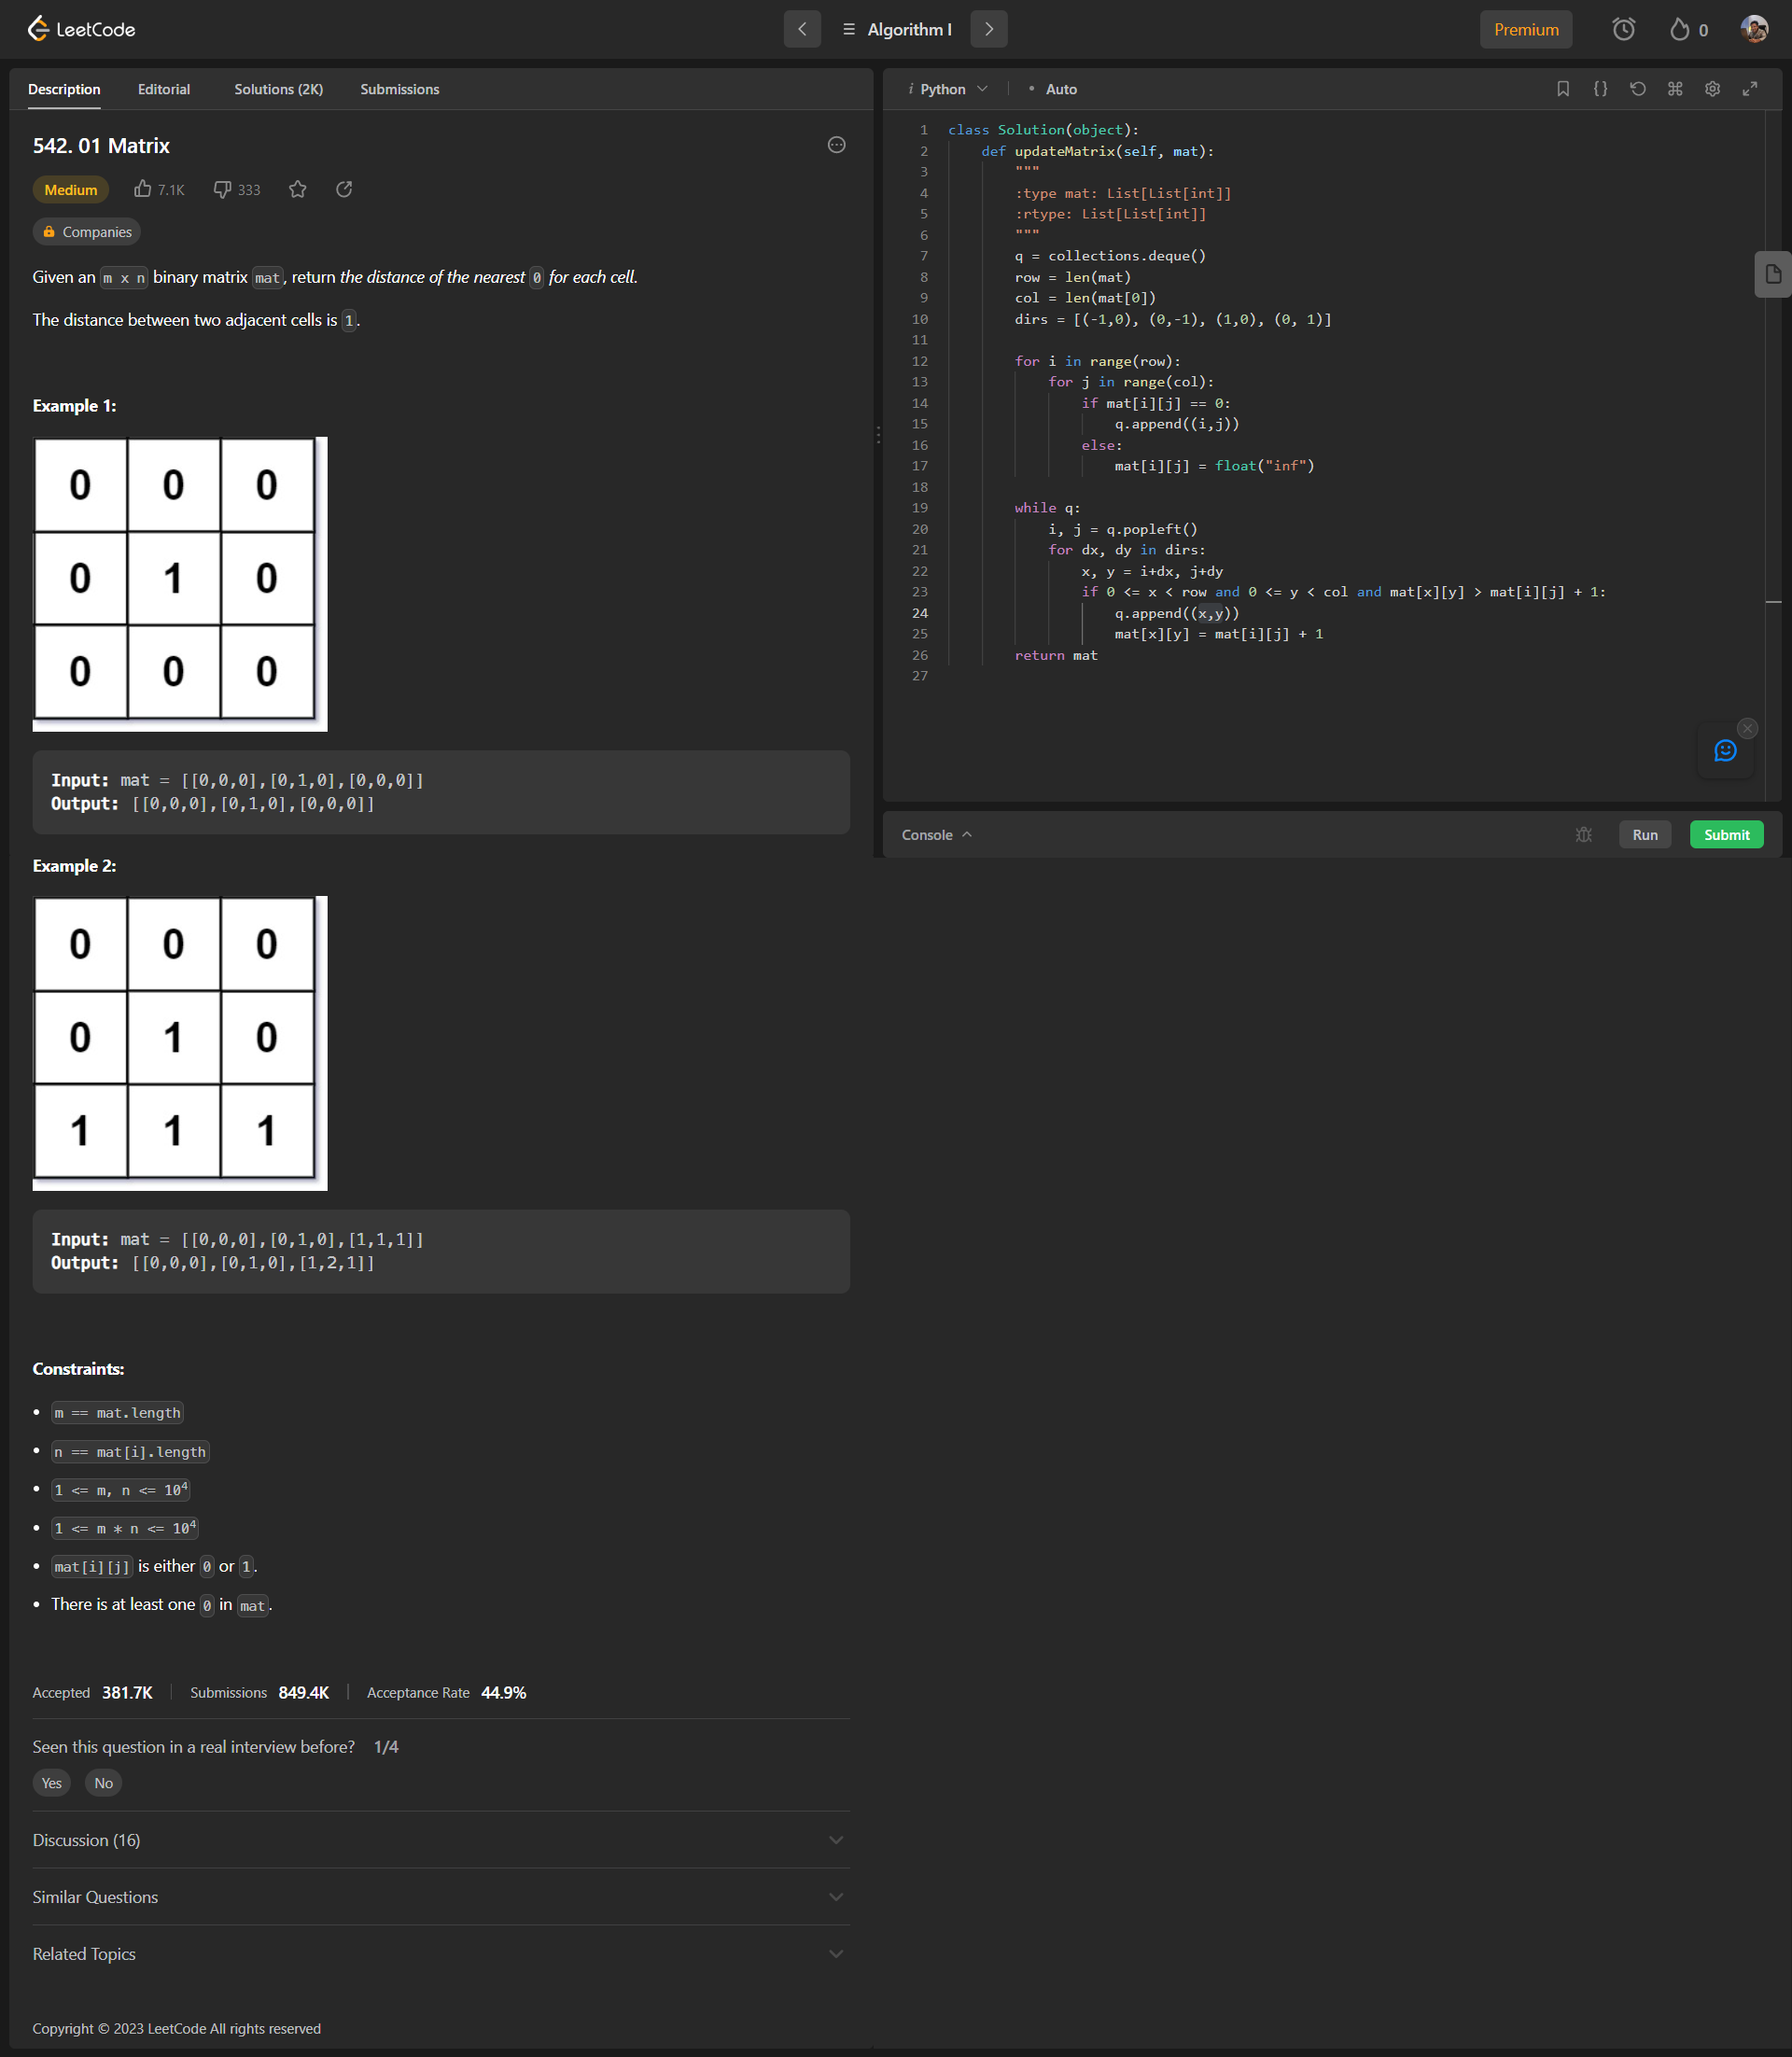 LeetCode
Algorithm I
Premium
0
Description Editorial Solutions (2K) Submissions
542. 01 Matrix
Medium 7.1K 333
Companies
Given an m x n binary matrix mat, return the distance of the nearest 0 for each cell.
The distance between two adjacent cells is 1.
Example 1:
0 0 0
0 1 0
0 0 0
Input: mat = [[0,0,0],[0,1,0],[0,0,0]]
Output: [[0,0,0],[0,1,0],[0,0,0]]
Example 2:
0 0 0
0 1 0
1 1 1
Input: mat = [[0,0,0],[0,1,0],[1,1,1]]
Output: [[0,0,0],[0,1,0],[1,2,1]]
Constraints:
• m == mat.length
• n == mat[i].length
• 1 <= m, n <= 10⁴
• 1 <= m * n <= 10⁴
• mat[i][j] is either 0 or 1.
• There is at least one 0 in mat.
Accepted 381.7K | Submissions 849.4K | Acceptance Rate 44.9%
Seen this question in a real interview before? 1/4
Yes No
Discussion (16)
Similar Questions
Related Topics
Copyright © 2023 LeetCode All rights reserved
i Python | • Auto
1 class Solution(object):
2     def updateMatrix(self, mat):
3         """
4         :type mat: List[List[int]]
5         :rtype: List[List[int]]
6         """
7         q = collections.deque()
8         row = len(mat)
9         col = len(mat[0])
10         dirs = [(-1,0), (0,-1), (1,0), (0, 1)]
11
12         for i in range(row):
13             for j in range(col):
14                 if mat[i][j] == 0:
15                     q.append((i,j))
16                 else:
17                     mat[i][j] = float("inf")
18
19         while q:
20             i, j = q.popleft()
21             for dx, dy in dirs:
22                 x, y = i+dx, j+dy
23                 if 0 <= x < row and 0 <= y < col and mat[x][y] > mat[i][j] + 1:
24                     q.append((x,y))
25                     mat[x][y] = mat[i][j] + 1
26         return mat
27
Console Run Submit